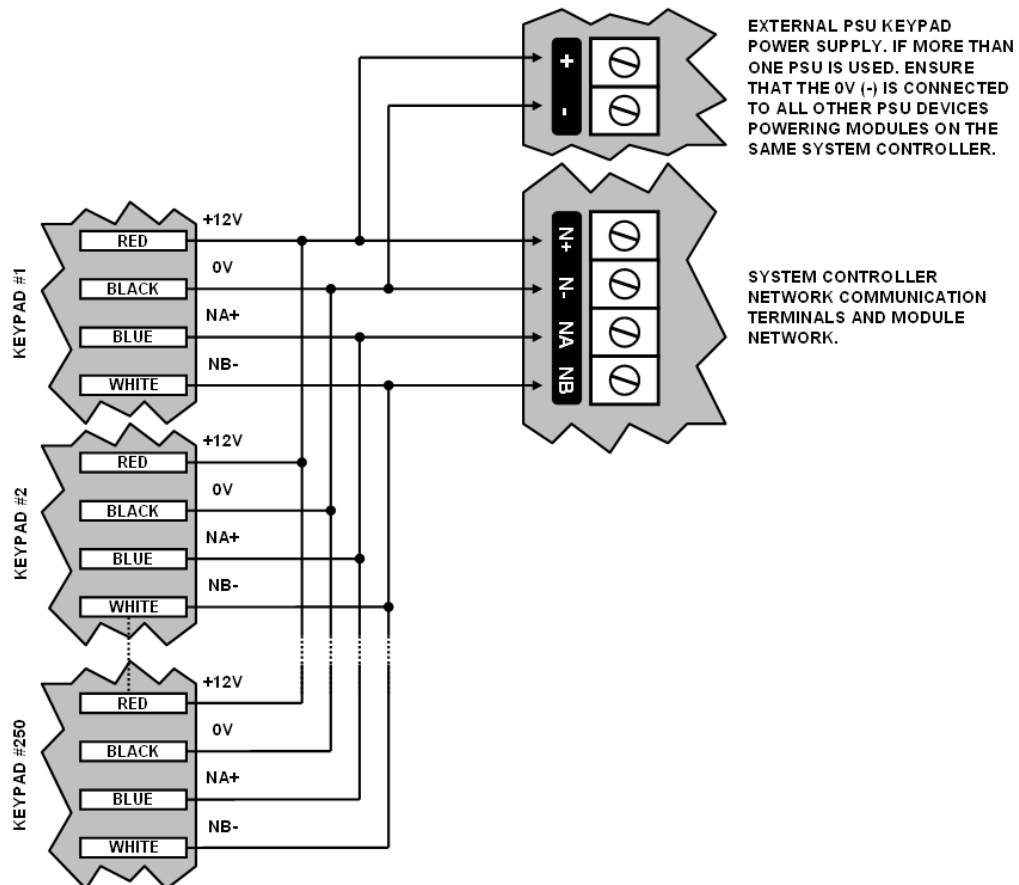 EXTERNAL PSU KEYPAD
POWER SUPPLY. IF MORE THAN
ONE PSU IS USED. ENSURE
THAT THE 0V (-) IS CONNECTED
TO ALL OTHER PSU DEVICES
POWERING MODULES ON THE
SAME SYSTEM CONTROLLER.
+
-
SYSTEM CONTROLLER
NETWORK COMMUNICATION
TERMINALS AND MODULE
NETWORK.
N+
N-
NA
NB
KEYPAD #1
+12V
RED
0V
BLACK
NA+
BLUE
NB-
WHITE
KEYPAD #2
+12V
RED
0V
BLACK
NA+
BLUE
NB-
WHITE
KEYPAD #250
+12V
RED
0V
BLACK
NA+
BLUE
NB-
WHITE